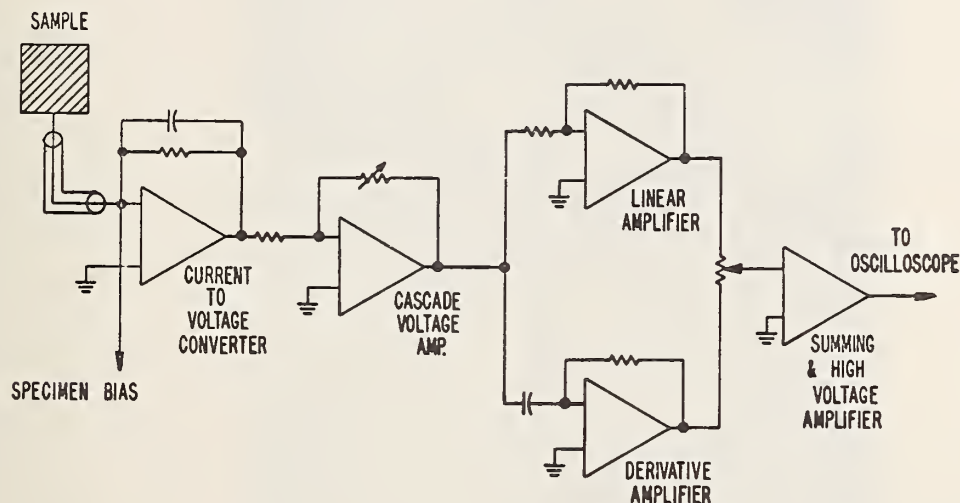 SAMPLE
SPECIMEN BIAS
CURRENT
TO
VOLTAGE
CONVERTER
CASCADE
VOLTAGE
AMP.
LINEAR
AMPLIFIER
DERIVATIVE
AMPLIFIER
TO
OSCILLOSCOPE
SUMMING
& HIGH
VOLTAGE
AMPLIFIER